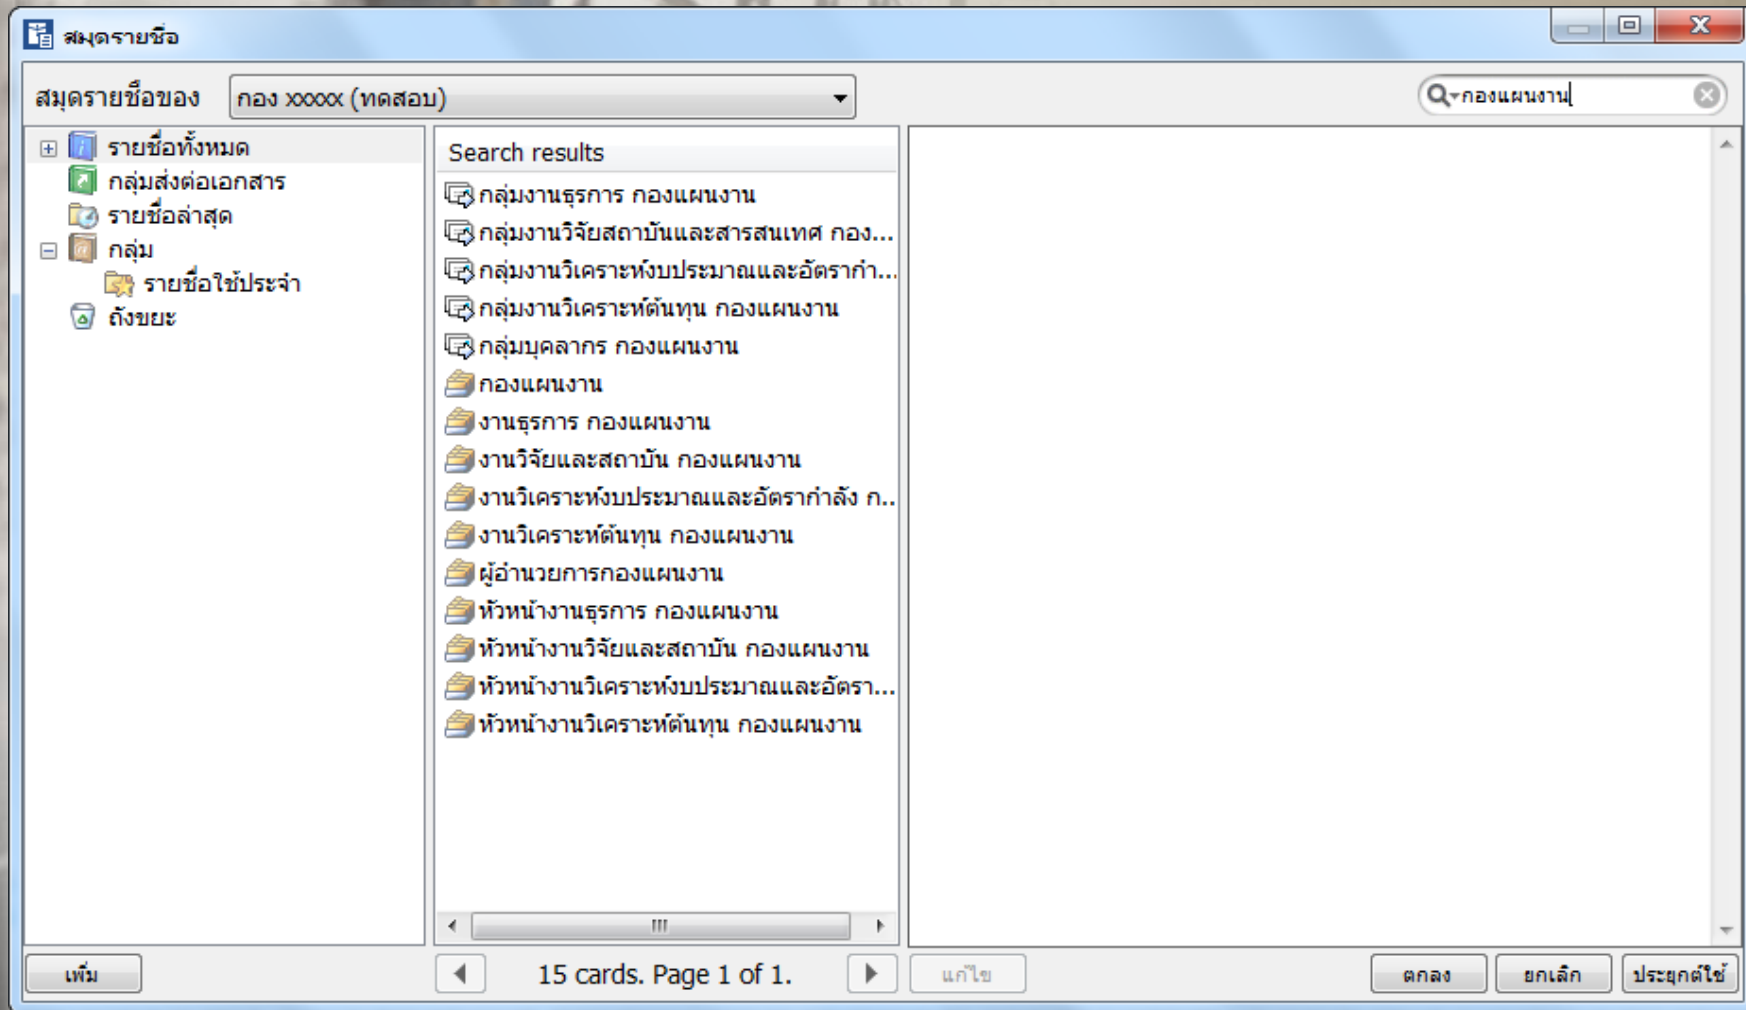 สมุดรายชื่อ
สมุดรายชื่อของ กอง xxxxx (ทดสอบ) กองแผนงาน
รายชื่อทั้งหมด
กลุ่มส่งต่อเอกสาร
รายชื่อล่าสุด
กลุ่ม
รายชื่อใช้ประจำ
ถังขยะ
Search results
กลุ่มงานธุรการ กองแผนงาน
กลุ่มงานวิจัยสถาบันและสารสนเทศ กอง...
กลุ่มงานวิเคราะห์งบประมาณและอัตรากำ...
กลุ่มงานวิเคราะห์ต้นทุน กองแผนงาน
กลุ่มบุคลากร กองแผนงาน
กองแผนงาน
งานธุรการ กองแผนงาน
งานวิจัยและสถาบัน กองแผนงาน
งานวิเคราะห์งบประมาณและอัตรากำลัง ก...
งานวิเคราะห์ต้นทุน กองแผนงาน
ผู้อำนวยการกองแผนงาน
หัวหน้างานธุรการ กองแผนงาน
หัวหน้างานวิจัยและสถาบัน กองแผนงาน
หัวหน้างานวิเคราะห์งบประมาณและอัตรา...
หัวหน้างานวิเคราะห์ต้นทุน กองแผนงาน
เพิ่ม 15 cards. Page 1 of 1. แก้ไข ตกลง ยกเลิก ประยุกต์ใช้